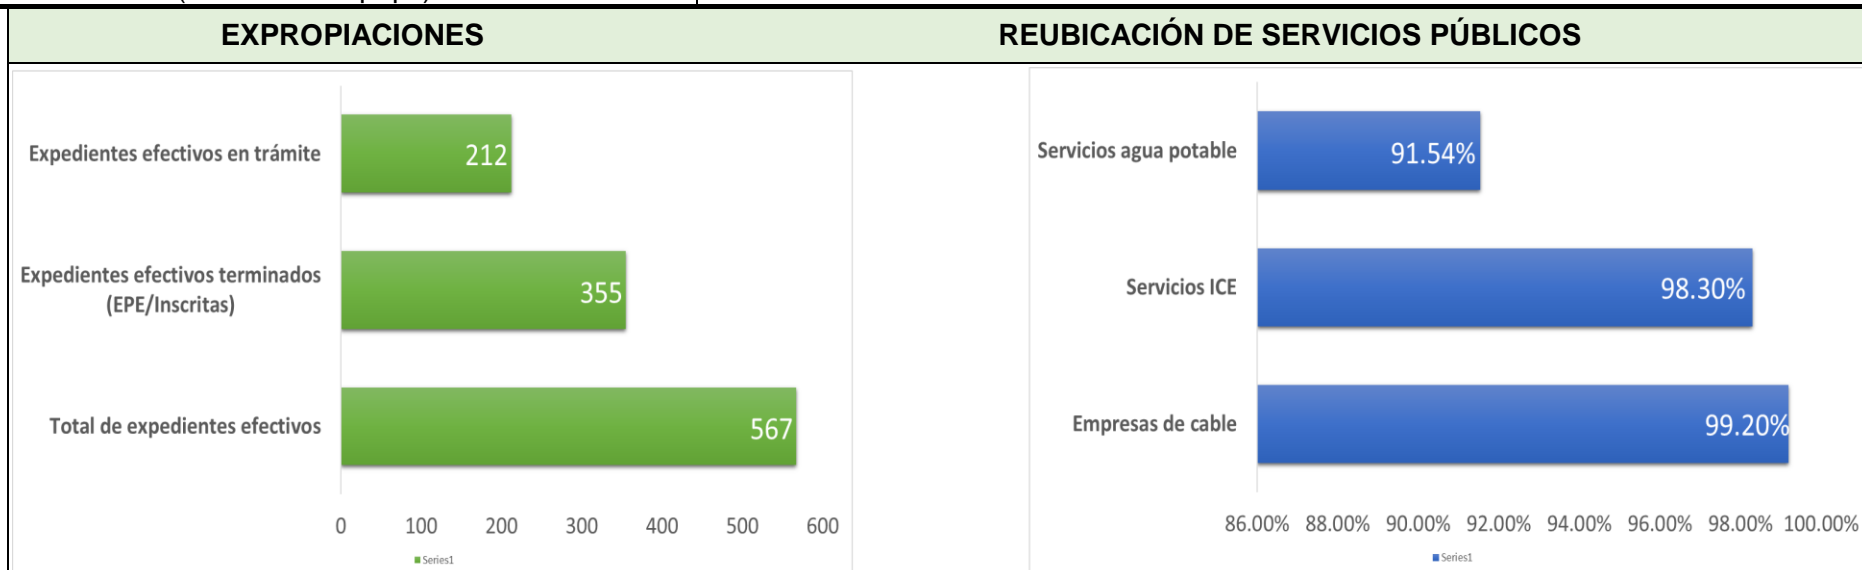 EXPROPIACIONES
REUBICACIÓN DE SERVICIOS PÚBLICOS
Expedientes efectivos en trámite
212
Expedientes efectivos terminados
(EPE/Inscritas)
355
Total de expedientes efectivos
567
0 100 200 300 400 500 600
Series1
Servicios agua potable
91.54%
Servicios ICE
98.30%
Empresas de cable
99.20%
86.00% 88.00% 90.00% 92.00% 94.00% 96.00% 98.00% 100.00%
Series1